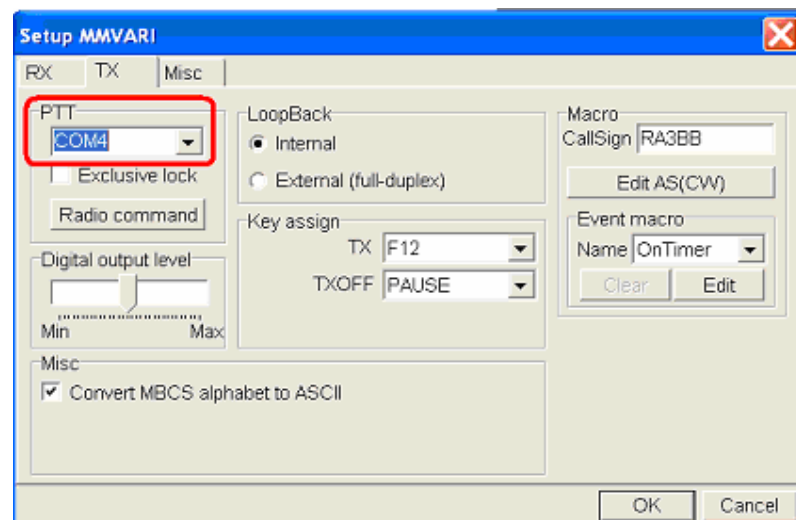 Setup MMVARI
RX TX Misc
PTT
COM4
Exclusive lock
Radio command
Digital output level
Min Max
LoopBack
Internal
External (full-duplex)
Key assign
TX F12
TXOFF PAUSE
Macro
CallSign RA3BB
Edit AS(CW)
Event macro
Name OnTimer
Clear Edit
Misc
Convert MBCS alphabet to ASCII
OK Cancel